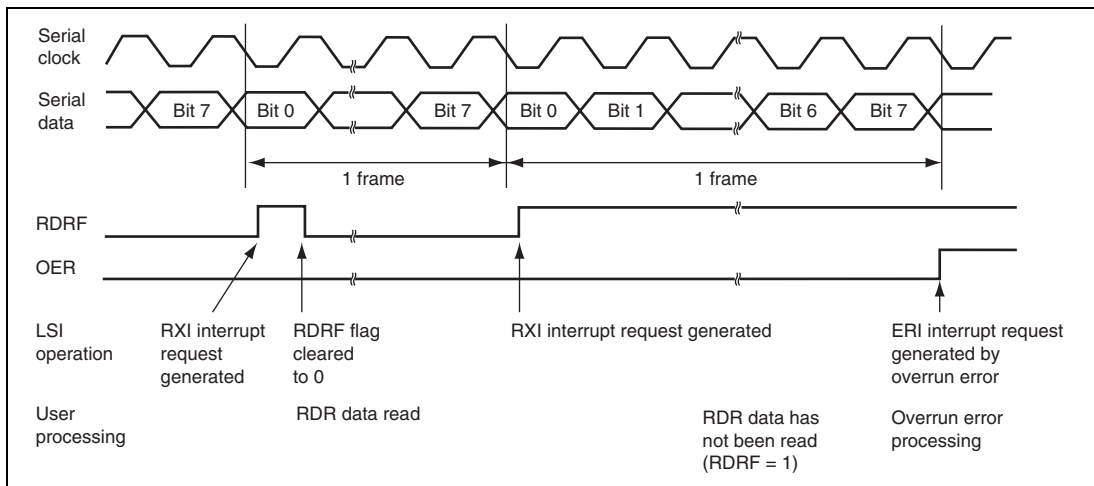 Serial
clock
Serial
data
Bit 7
Bit 0
Bit 7
Bit 0
Bit 1
Bit 6
Bit 7
1 frame
1 frame
RDRF
OER
LSI
operation
RXI interrupt
request
generated
RDRF flag
cleared
to 0
RXI interrupt request generated
ERI interrupt request
generated by
overrun error
User
processing
RDR data read
RDR data has
not been read
(RDRF = 1)
Overrun error
processing